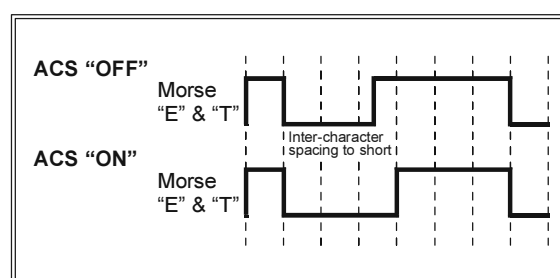 ACS “OFF”
Morse
“E” & “T”
Inter-character
spacing to short
ACS “ON”
Morse
“E” & “T”